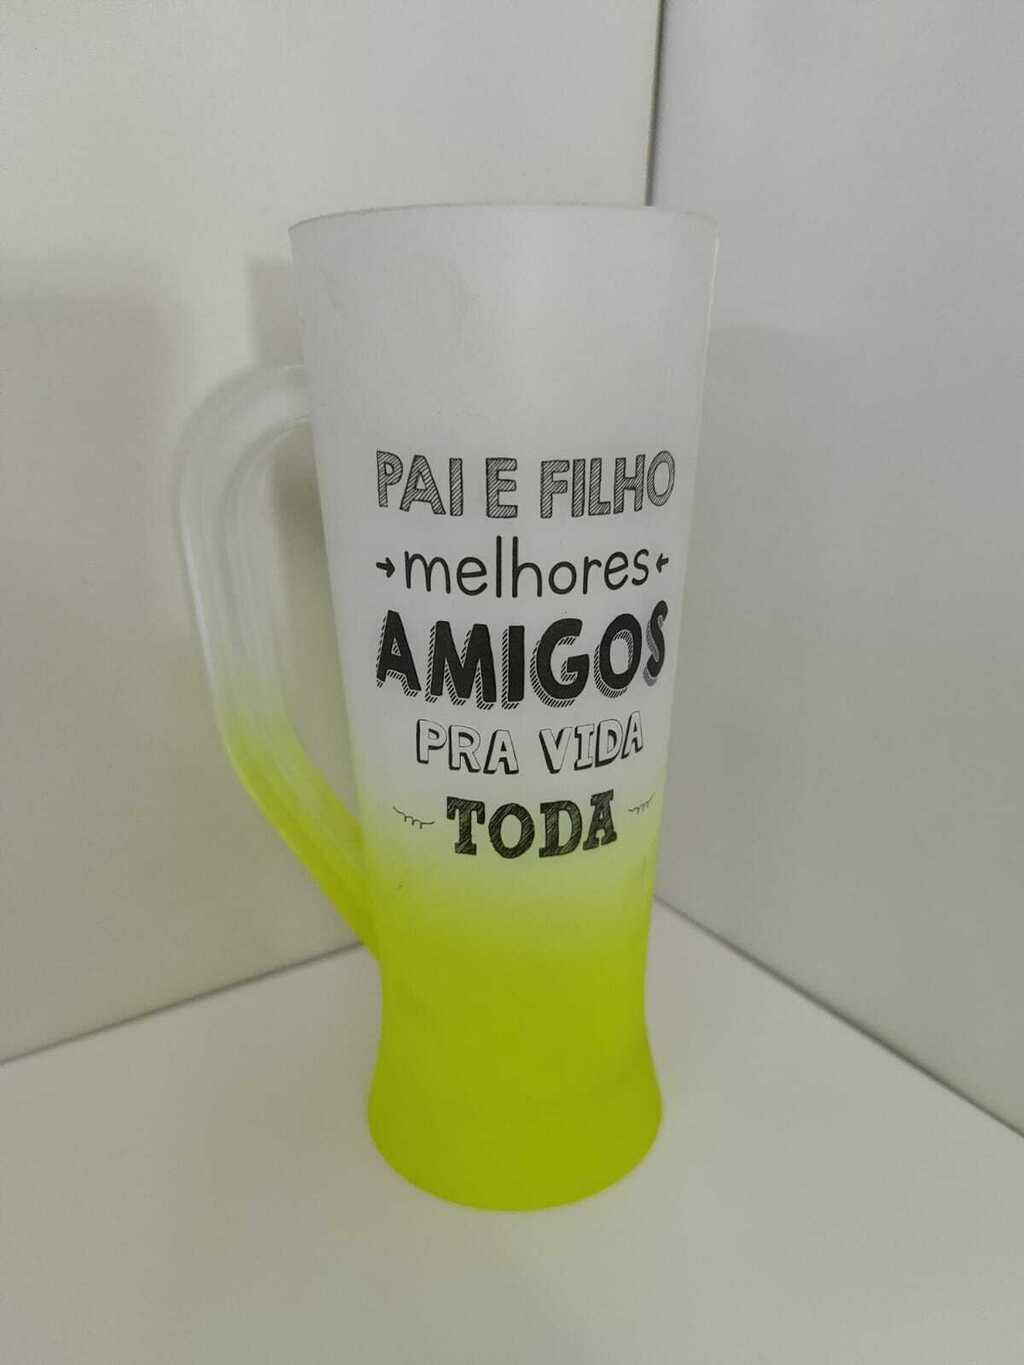 PAI E FILHO
melhores
AMIGOS
PRA VIDA
TODA